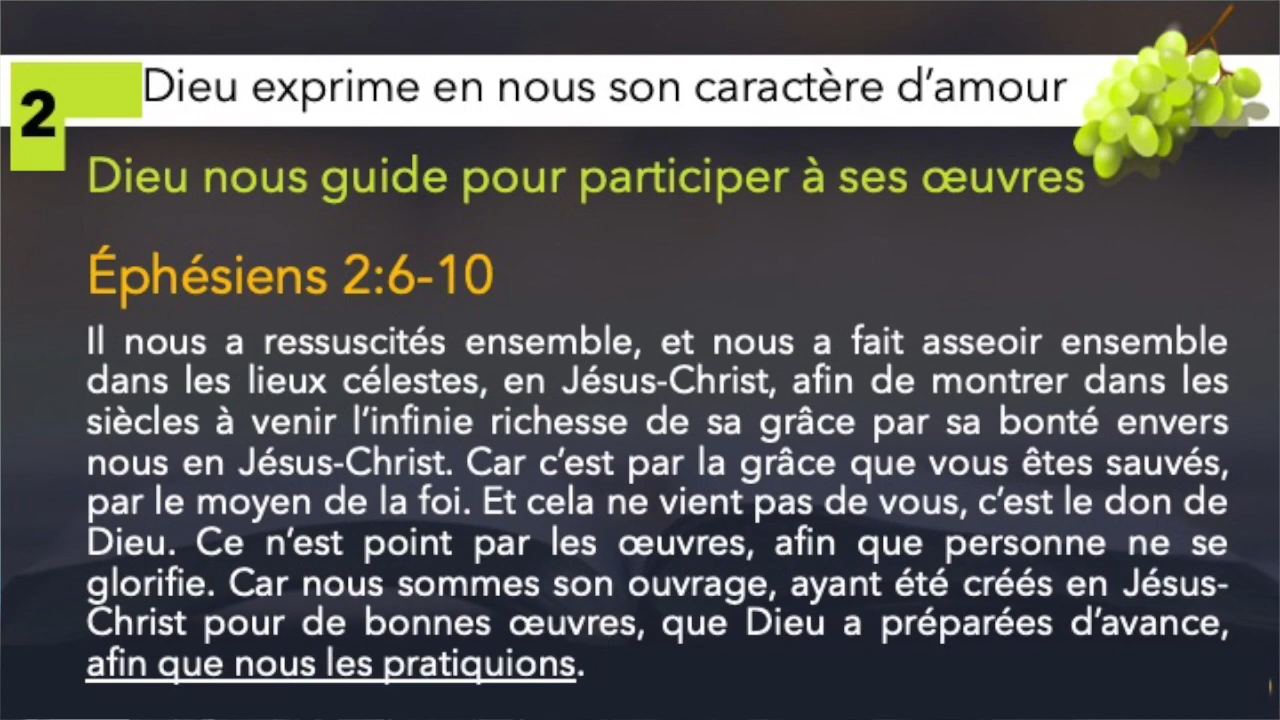 2
Dieu exprime en nous son caractère d’amour
Dieu nous guide pour participer à ses œuvres
Éphésiens 2:6-10
Il nous a ressuscités ensemble, et nous a fait asseoir ensemble
dans les lieux célestes, en Jésus-Christ, afin de montrer dans les
siècles à venir l’infinie richesse de sa grâce par sa bonté envers
nous en Jésus-Christ. Car c’est par la grâce que vous êtes sauvés,
par le moyen de la foi. Et cela ne vient pas de vous, c’est le don de
Dieu. Ce n’est point par les œuvres, afin que personne ne se
glorifie. Car nous sommes son ouvrage, ayant été créés en Jésus-
Christ pour de bonnes œuvres, que Dieu a préparées d’avance,
afin que nous les pratiquions.